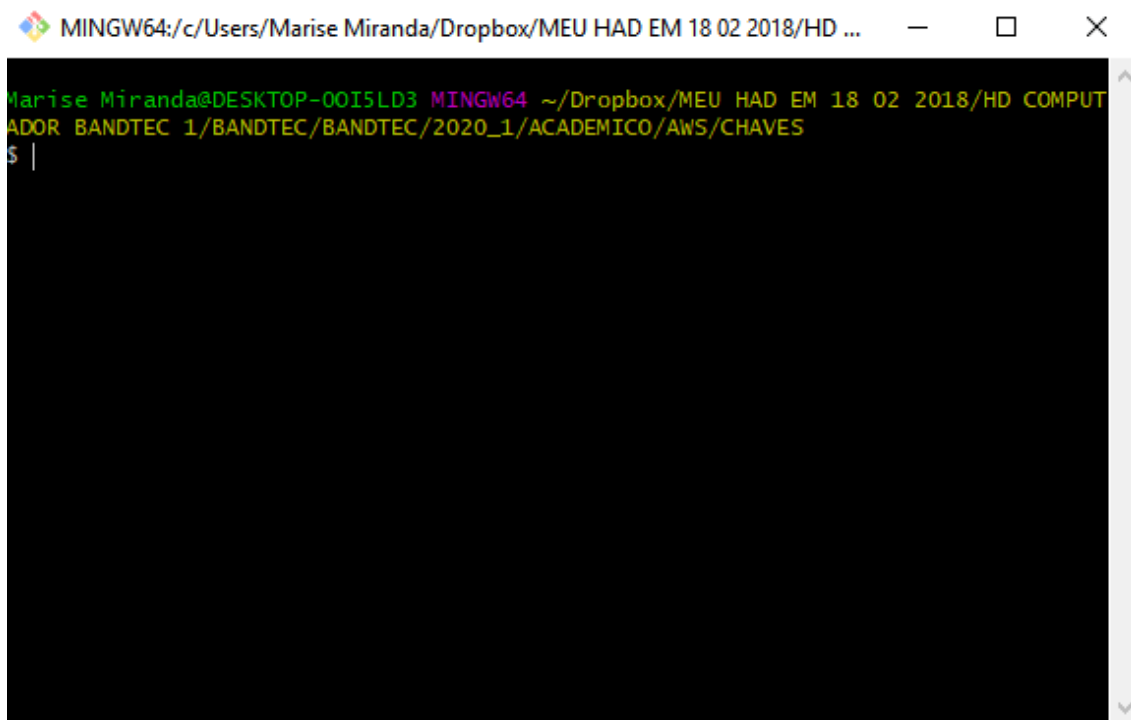 MINGW64:/c/Users/Marise Miranda/Dropbox/MEU HAD EM 18 02 2018/HD ...
Marise Miranda@DESKTOP-OOI5LD3 MINGW64 ~/Dropbox/MEU HAD EM 18 02 2018/HD COMPUT
ADOR BANDTEC 1/BANDTEC/BANDTEC/2020_1/ACADEMICO/AWS/CHAVES
$